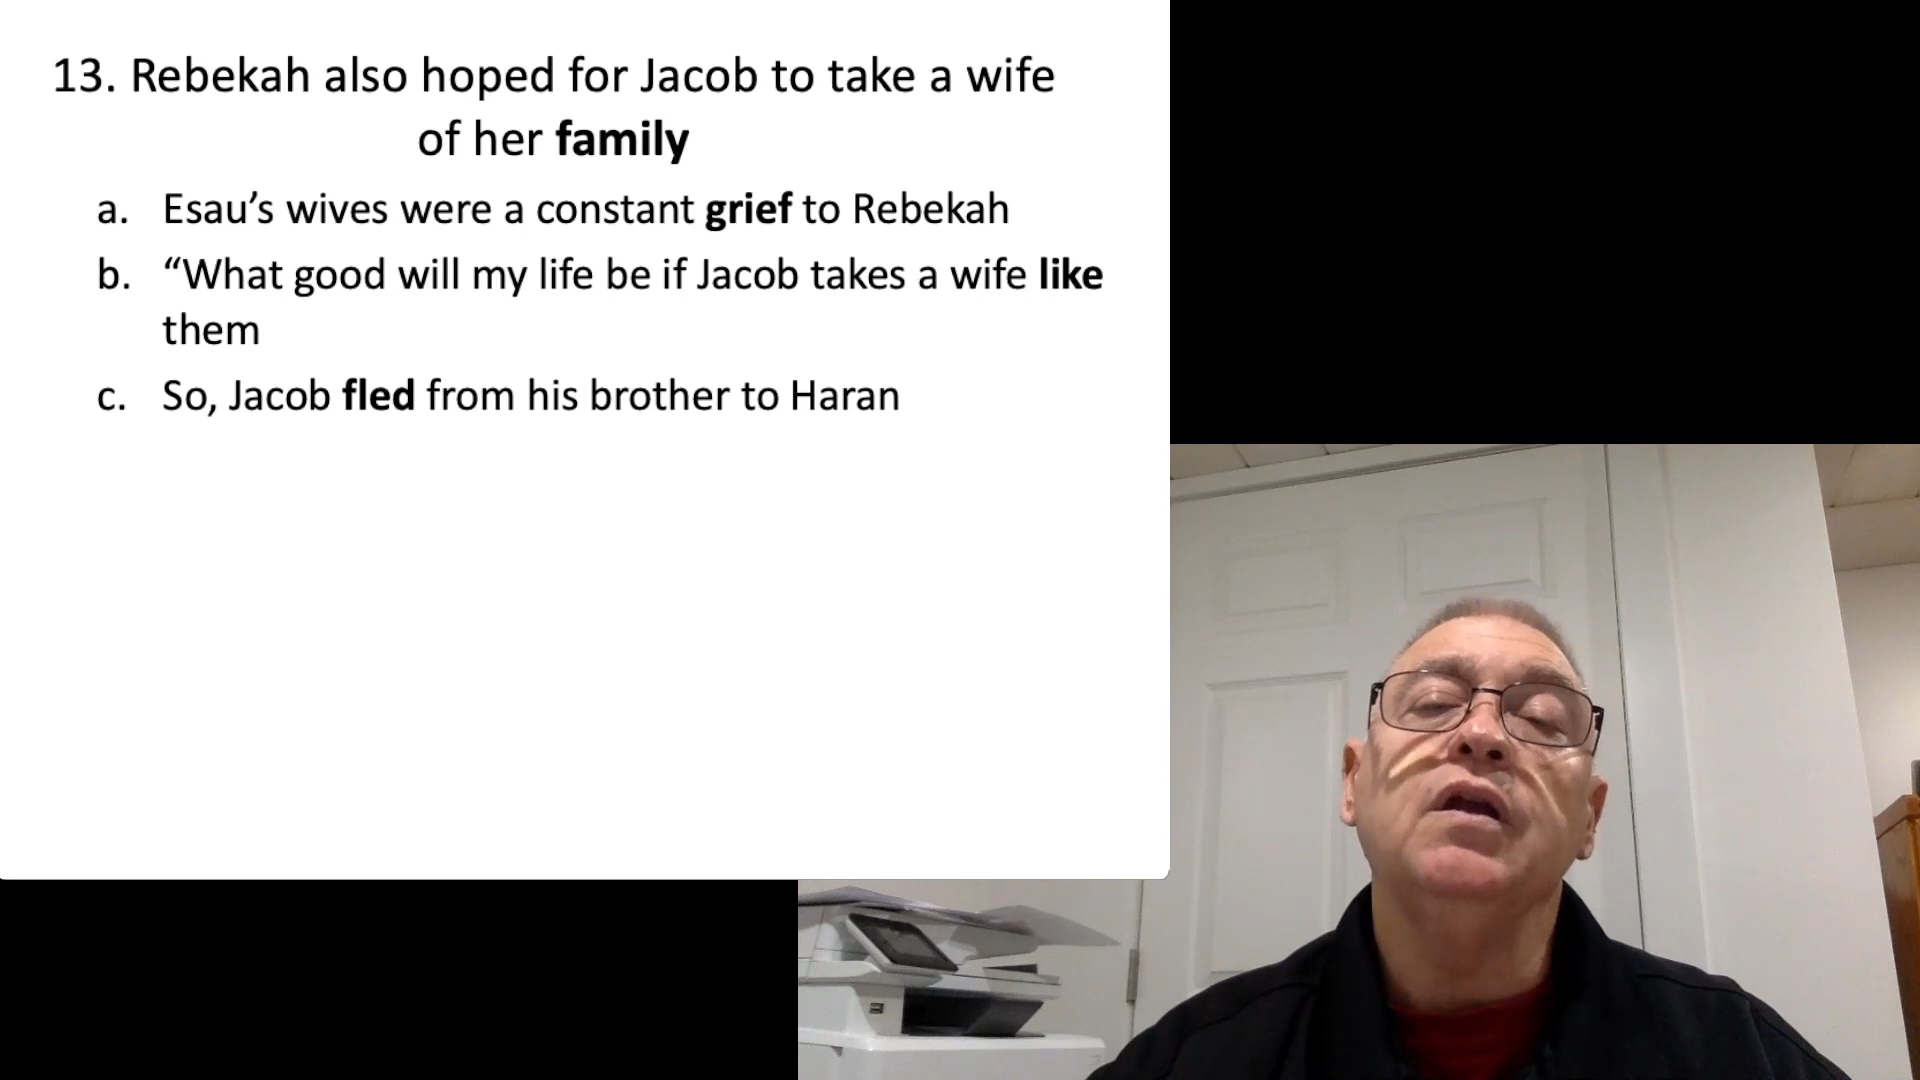 13. Rebekah also hoped for Jacob to take a wife
of her family
a. Esau’s wives were a constant grief to Rebekah
b. “What good will my life be if Jacob takes a wife like
them
c. So, Jacob fled from his brother to Haran